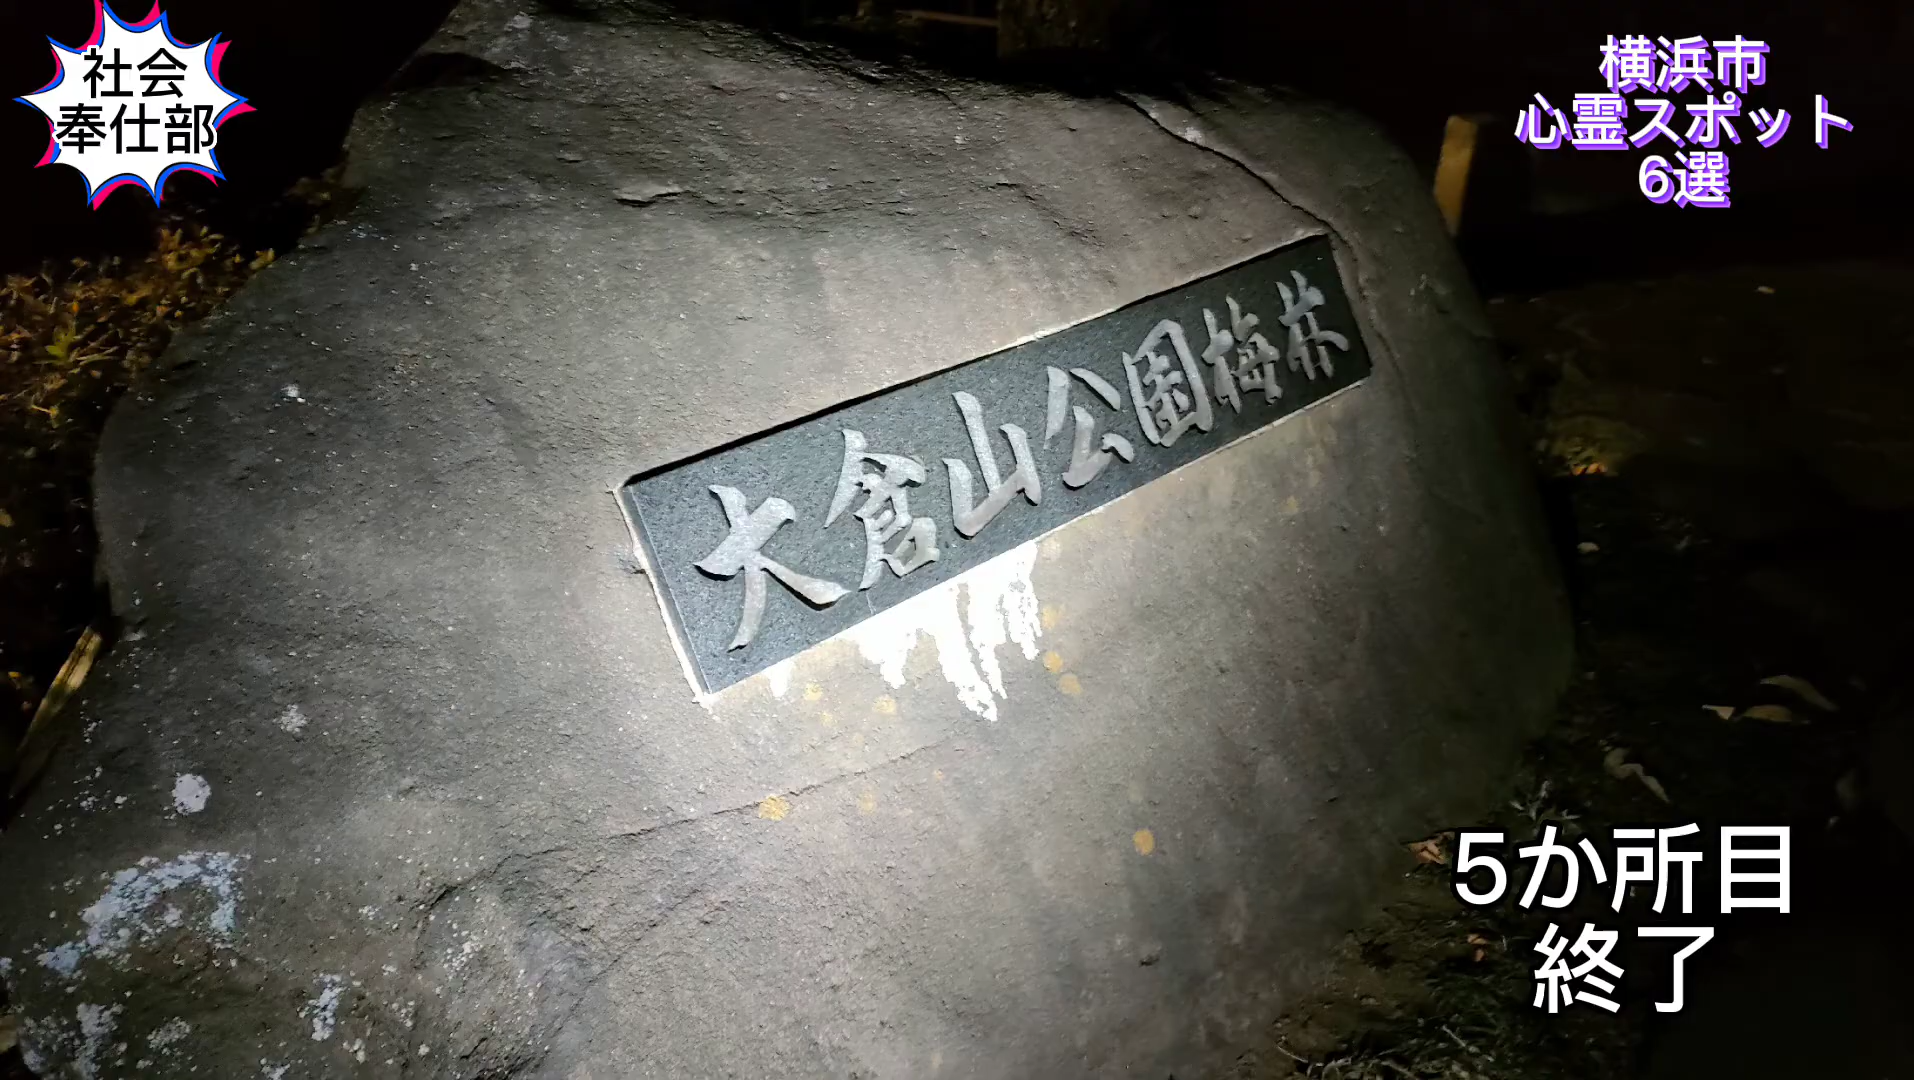 社会
奉仕部
横浜市
心霊スポット
6選
大倉山公園梅林
5か所目
終了